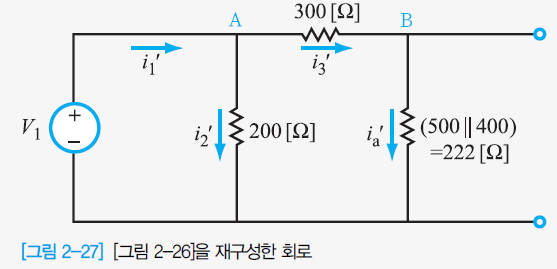 300 [Ω]
A
B
i₁′
i₃′
V₁
+
−
i₂′
200 [Ω]
iₐ′
(500 || 400)
=222 [Ω]
[그림 2-27] [그림 2-26]을 재구성한 회로